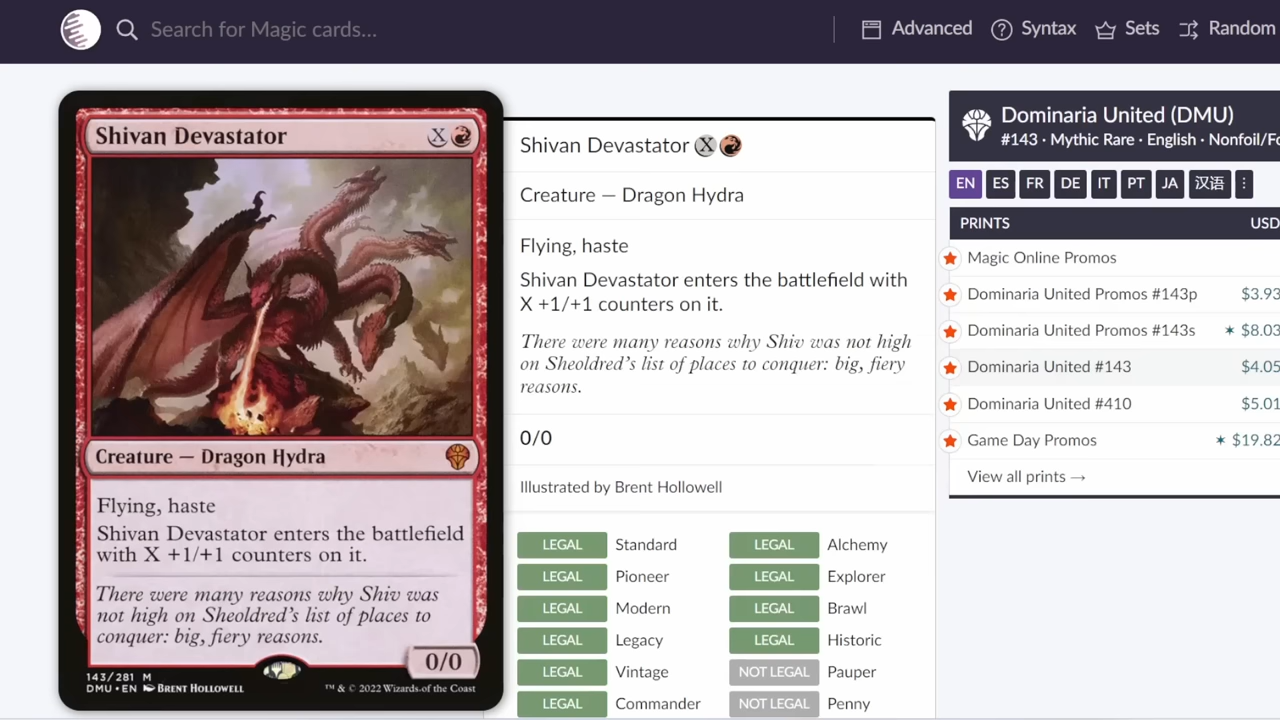 Search for Magic cards...
Advanced
Syntax
Sets
Random
Shivan Devastator X
Flying, haste
Creature — Dragon Hydra
Flying, haste
Shivan Devastator enters the battlefield
with X +1/+1 counters on it.
There were many reasons why Shiv was
not high on Sheoldred's list of places to
conquer: big, fiery reasons.
0/0
143/281 M
DMU • EN BRENT HOLLOWELL
™ & © 2022 Wizards of the Coast
Shivan Devastator X
Creature — Dragon Hydra
Flying, haste
Shivan Devastator enters the battlefield with
X +1/+1 counters on it.
There were many reasons why Shiv was not high
on Sheoldred's list of places to conquer: big, fiery
reasons.
0/0
Illustrated by Brent Hollowell
LEGAL Standard LEGAL Alchemy
LEGAL Pioneer LEGAL Explorer
LEGAL Modern LEGAL Brawl
LEGAL Legacy LEGAL Historic
LEGAL Vintage NOT LEGAL Pauper
LEGAL Commander NOT LEGAL Penny
Dominaria United (DMU)
#143 · Mythic Rare · English · Nonfoil/Fo
EN ES FR DE IT PT JA 汉语
PRINTS USD
Magic Online Promos
Dominaria United Promos #143p $3.93
Dominaria United Promos #143s $8.03
Dominaria United #143 $4.05
Dominaria United #410 $5.01
Game Day Promos $19.82
View all prints →